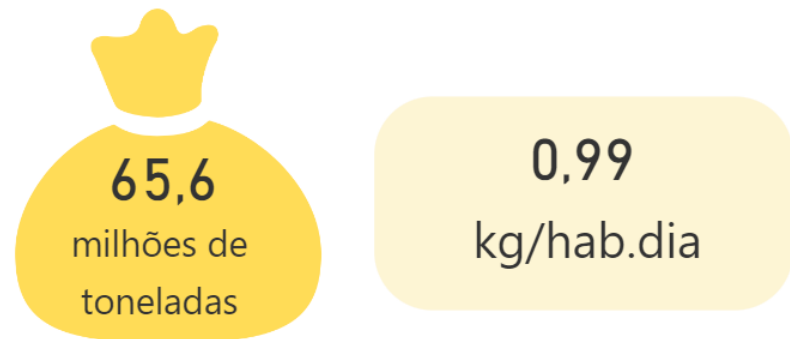 65,6
milhões de
toneladas
0,99
kg/hab.dia